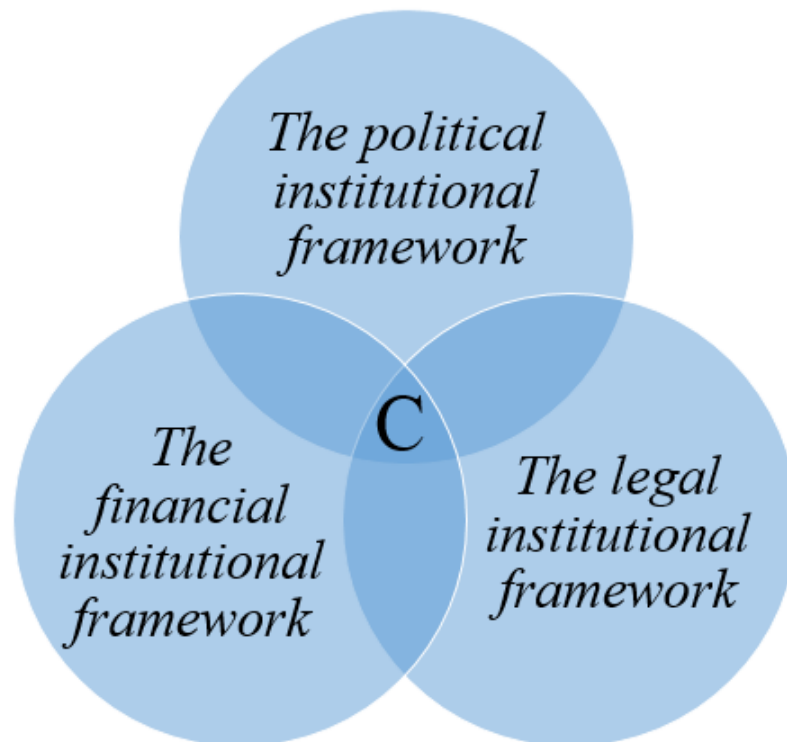 The political
institutional
framework
C
The
financial
institutional
framework
The legal
institutional
framework